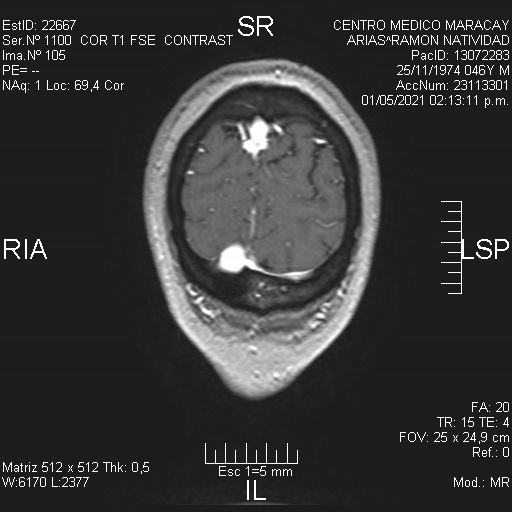 EstID: 22667
Ser.Nº 1100 COR T1 FSE CONTRAST
Ima.Nº 105
PE= --
NAq: 1 Loc: 69,4 Cor
SR
CENTRO MEDICO MARACAY
ARIAS^RAMON NATIVIDAD
PacID: 13072283
25/11/1974 046Y M
AccNum: 23113301
01/05/2021 02:13:11 p.m.
RIA
LSP
FA: 20
TR: 15 TE: 4
FOV: 25 x 24,9 cm
Ref.: 0
Matriz 512 x 512 Thk: 0,5
W:6170 L:2377
Esc 1=5 mm
IL
Mod.: MR